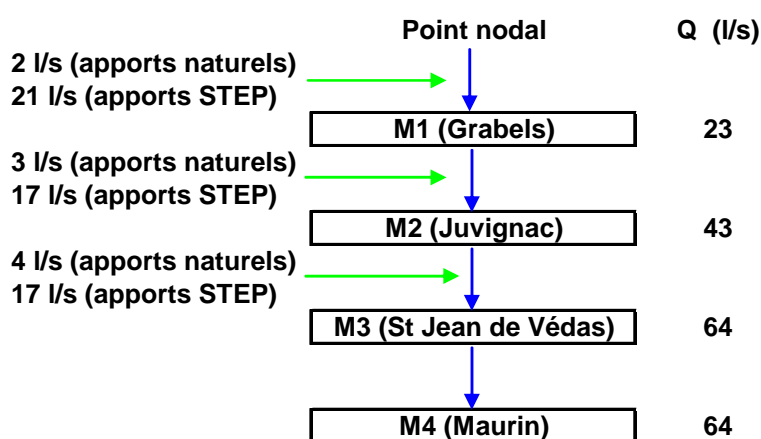 Point nodal Q (l/s)
2 l/s (apports naturels)
21 l/s (apports STEP)
M1 (Grabels) 23
3 l/s (apports naturels)
17 l/s (apports STEP)
M2 (Juvignac) 43
4 l/s (apports naturels)
17 l/s (apports STEP)
M3 (St Jean de Védas) 64
M4 (Maurin) 64